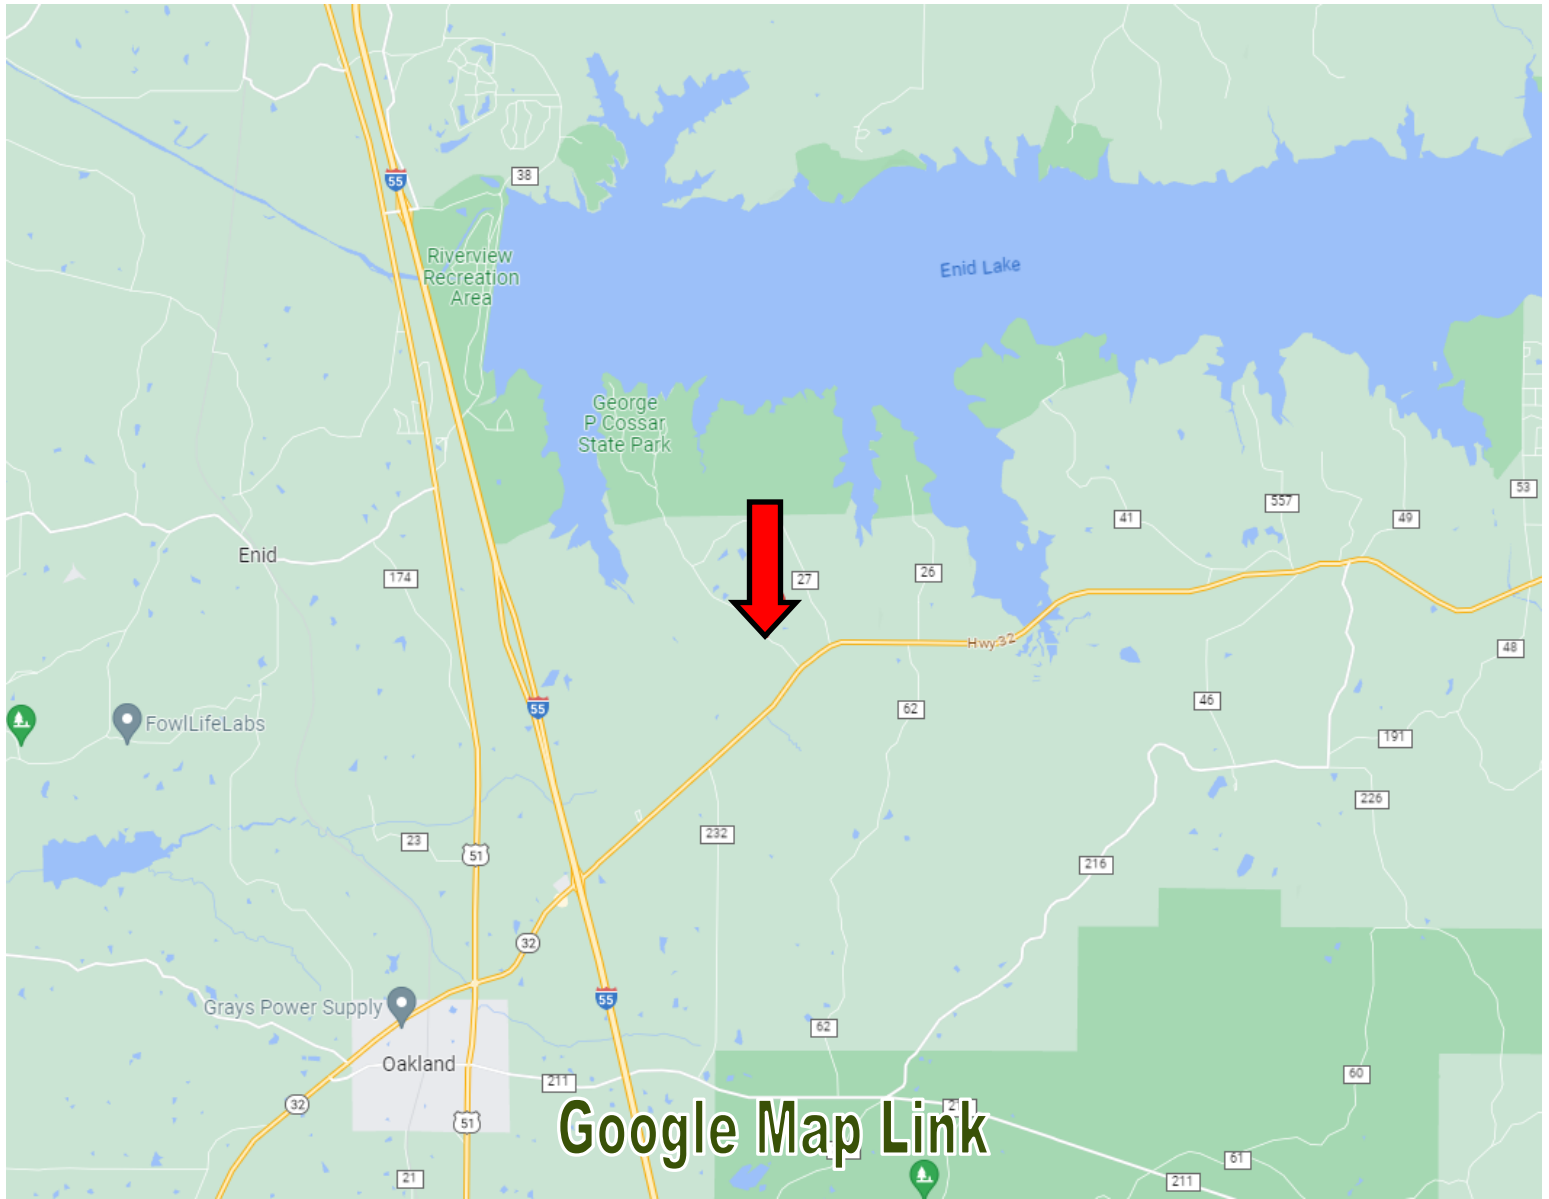 38
55
Riverview
Recreation
Area
Enid Lake
George
P Cossar
State Park
53
557
41
49
Enid
174
27
26
Hwy 32
48
55
46
62
FowlLifeLabs
191
226
232
23
51
216
32
55
Grays Power Supply
62
Oakland
60
211
32
51
Google Map Link
61
21
211